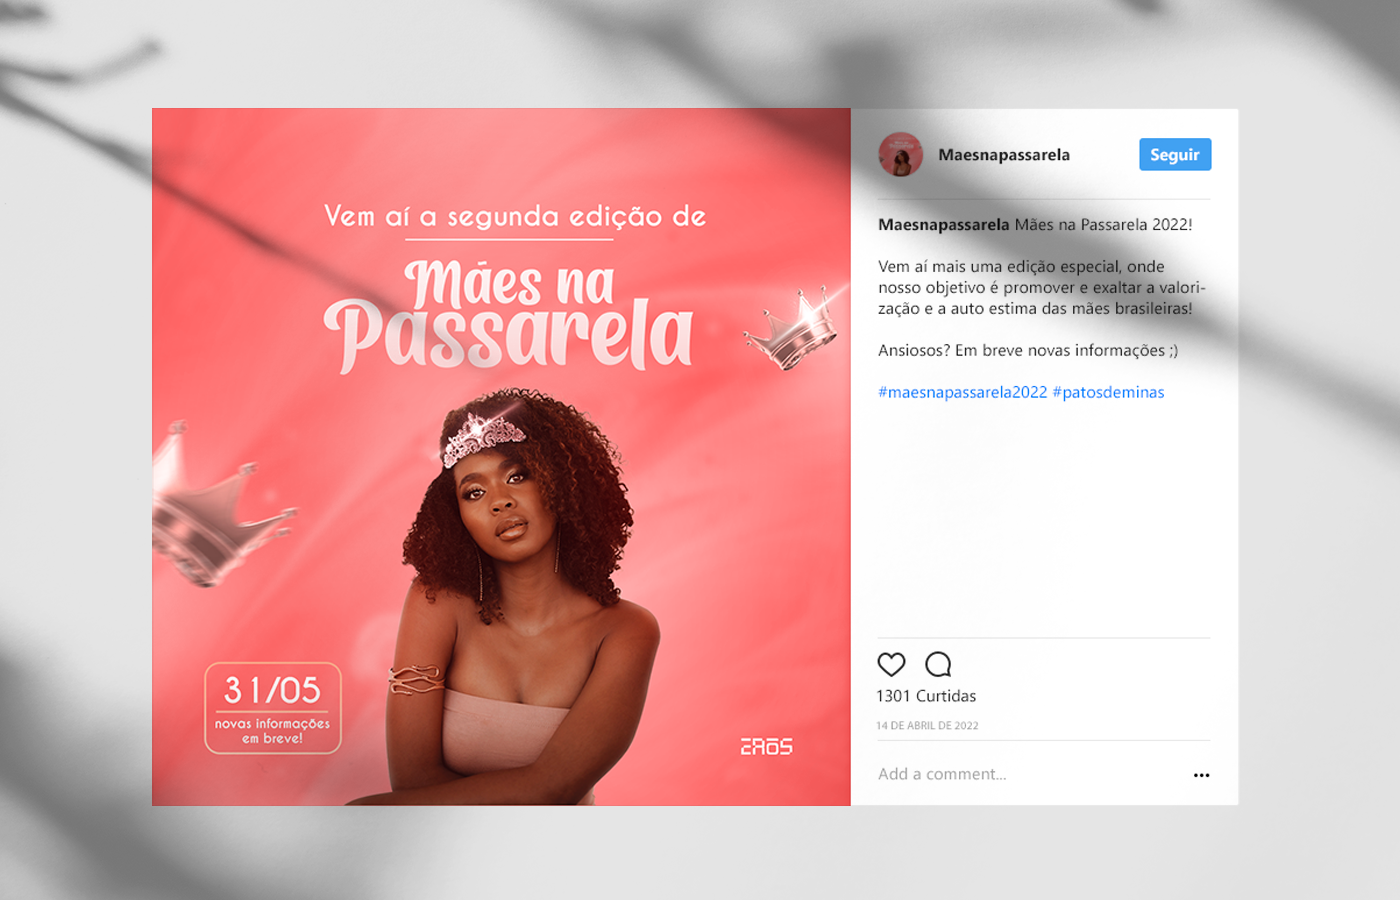 Vem aí a segunda edição de
Mães na
Passarela
31/05
novas informações
em breve!
Maesnapassarela
Seguir
Maesnapassarela Mães na Passarela 2022!
Vem aí mais uma edição especial, onde
nosso objetivo é promover e exaltar a valori-
zação e a auto estima das mães brasileiras!
Ansiosos? Em breve novas informações ;)
#maesnapassarela2022 #patosdeminas
1301 Curtidas
14 DE ABRIL DE 2022
Add a comment...